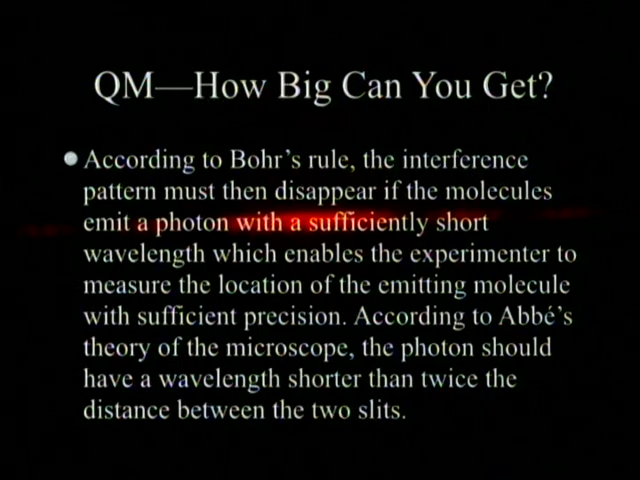 QM—How Big Can You Get?
According to Bohr's rule, the interference
pattern must then disappear if the molecules
emit a photon with a sufficiently short
wavelength which enables the experimenter to
measure the location of the emitting molecule
with sufficient precision. According to Abbé's
theory of the microscope, the photon should
have a wavelength shorter than twice the
distance between the two slits.